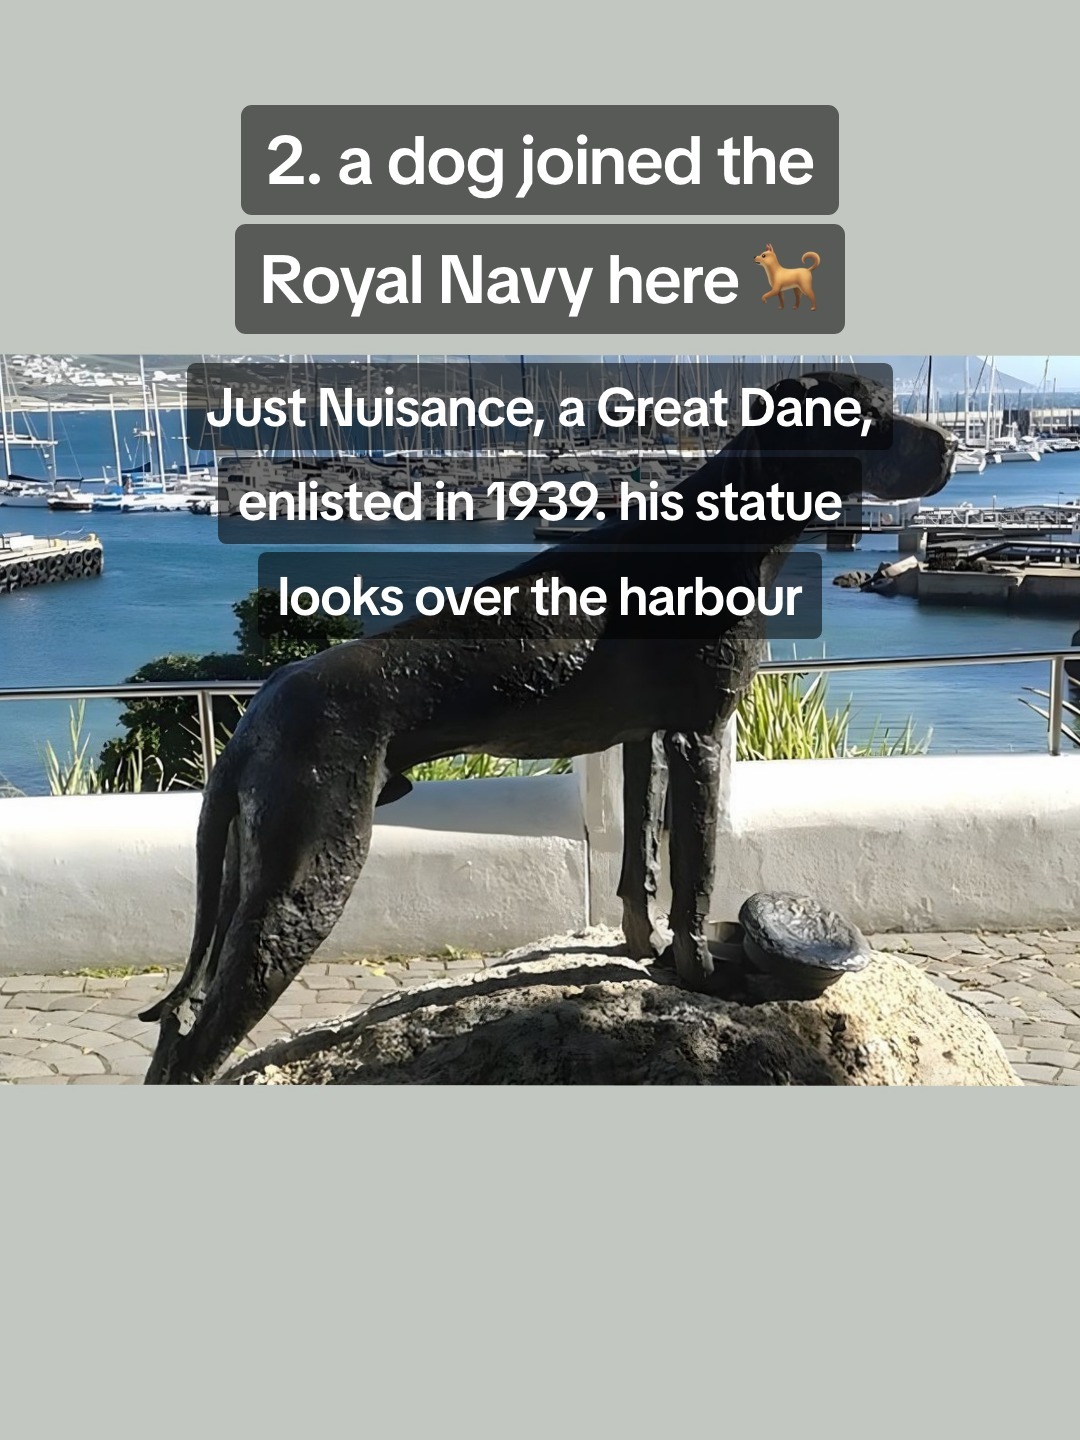 2. a dog joined the
Royal Navy here 🐕
Just Nuisance, a Great Dane,
enlisted in 1939. his statue
looks over the harbour